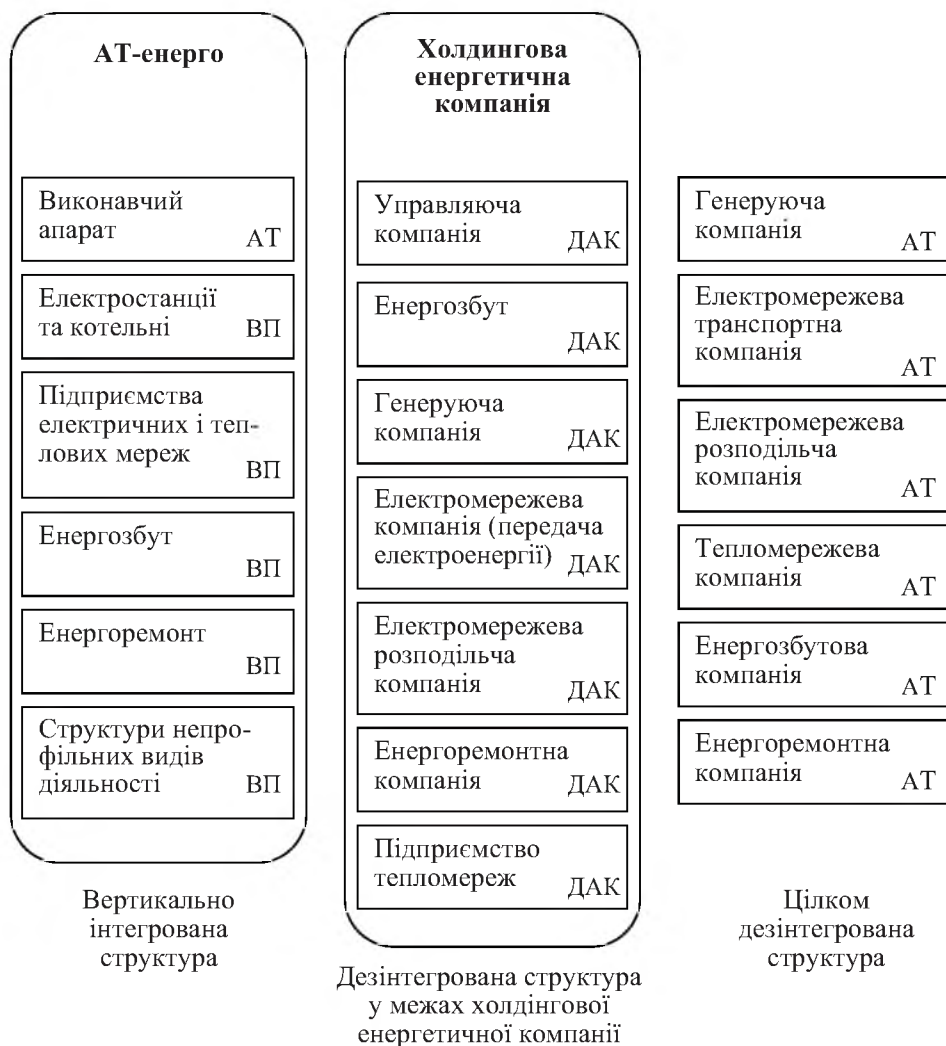 АТ-енерго
Виконавчий
апарат
АТ
Електростанції
та котельні
ВП
Підприємства
електричних і теп-
лових мереж
ВП
Енергозбут
ВП
Енергоремонт
ВП
Структури непро-
фільних видів
діяльності
ВП
Вертикально
інтегрована
структура
Холдингова
енергетична
компанія
Управляюча
компанія
ДАК
Енергозбут
ДАК
Генеруюча
компанія
ДАК
Електромережева
компанія (передача
електроенергії)
ДАК
Електромережева
розподільча
компанія
ДАК
Енергоремонтна
компанія
ДАК
Підприємство
тепломереж
ДАК
Дезінтегрована структура
у межах холдінгової
енергетичної компанії
Генеруюча
компанія
АТ
Електромережева
транспортна
компанія
АТ
Електромережева
розподільча
компанія
АТ
Тепломережева
компанія
АТ
Енергозбутова
компанія
АТ
Енергоремонтна
компанія
АТ
Цілком
дезінтегрована
структура